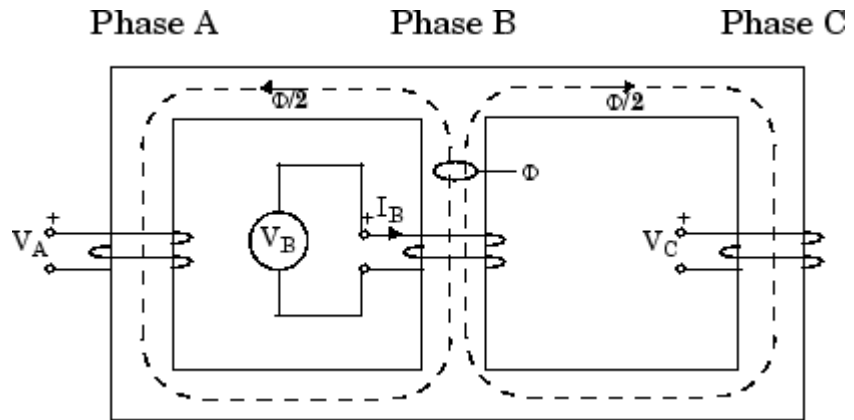 Phase A Phase B Phase C
Φ/2 Φ/2
Φ
+ + I_B +
V_A V_B V_C